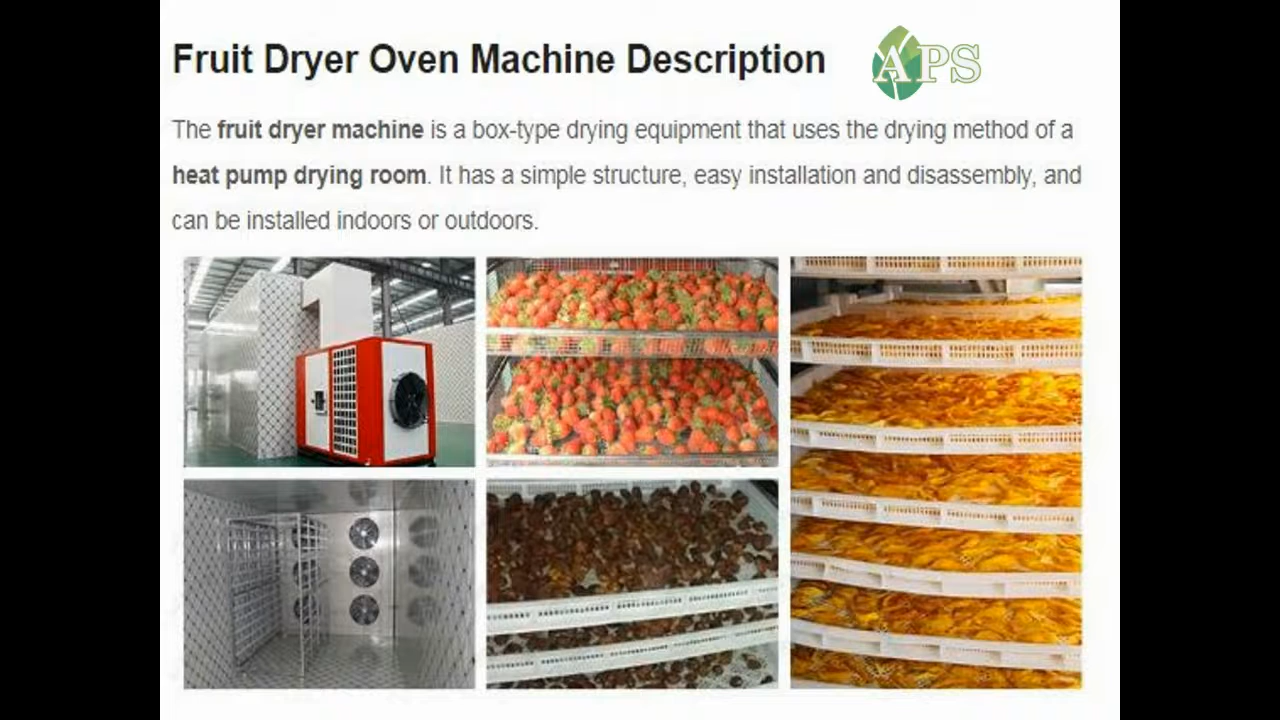 Fruit Dryer Oven Machine Description
APS
The fruit dryer machine is a box-type drying equipment that uses the drying method of a
heat pump drying room. It has a simple structure, easy installation and disassembly, and
can be installed indoors or outdoors.